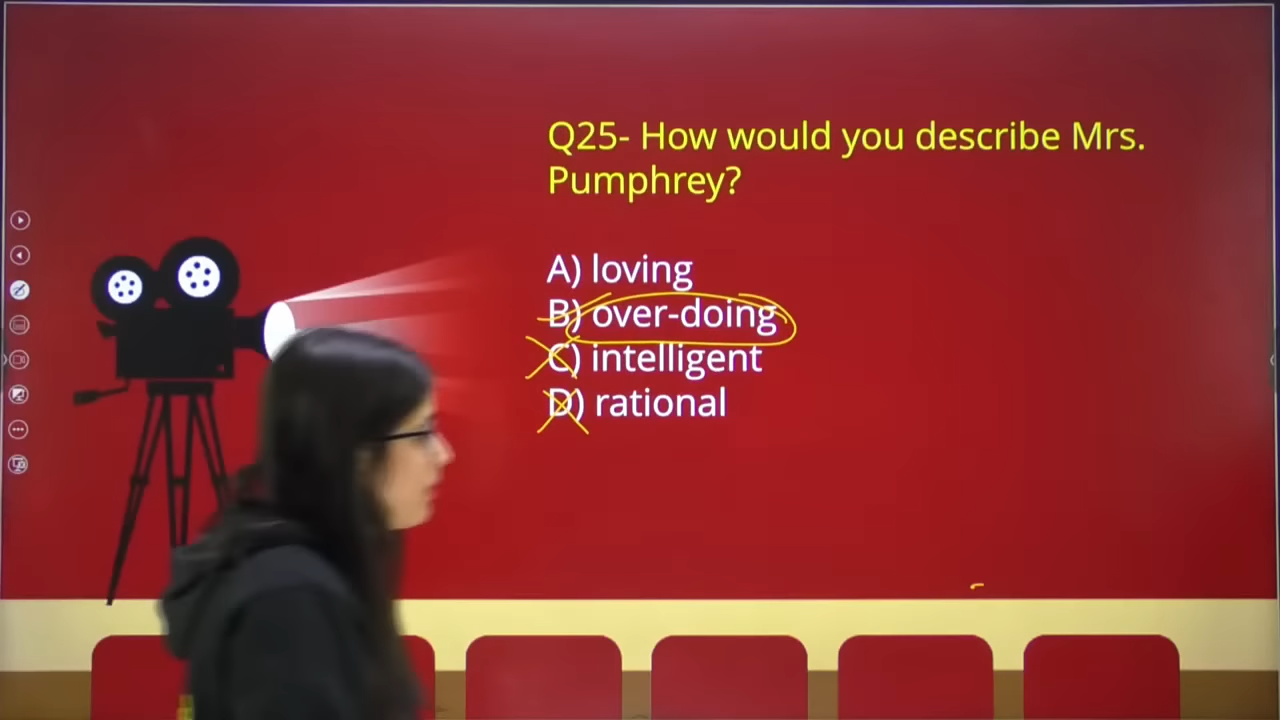 Q25- How would you describe Mrs.
Pumphrey?
A) loving
B) over-doing
C) intelligent
D) rational